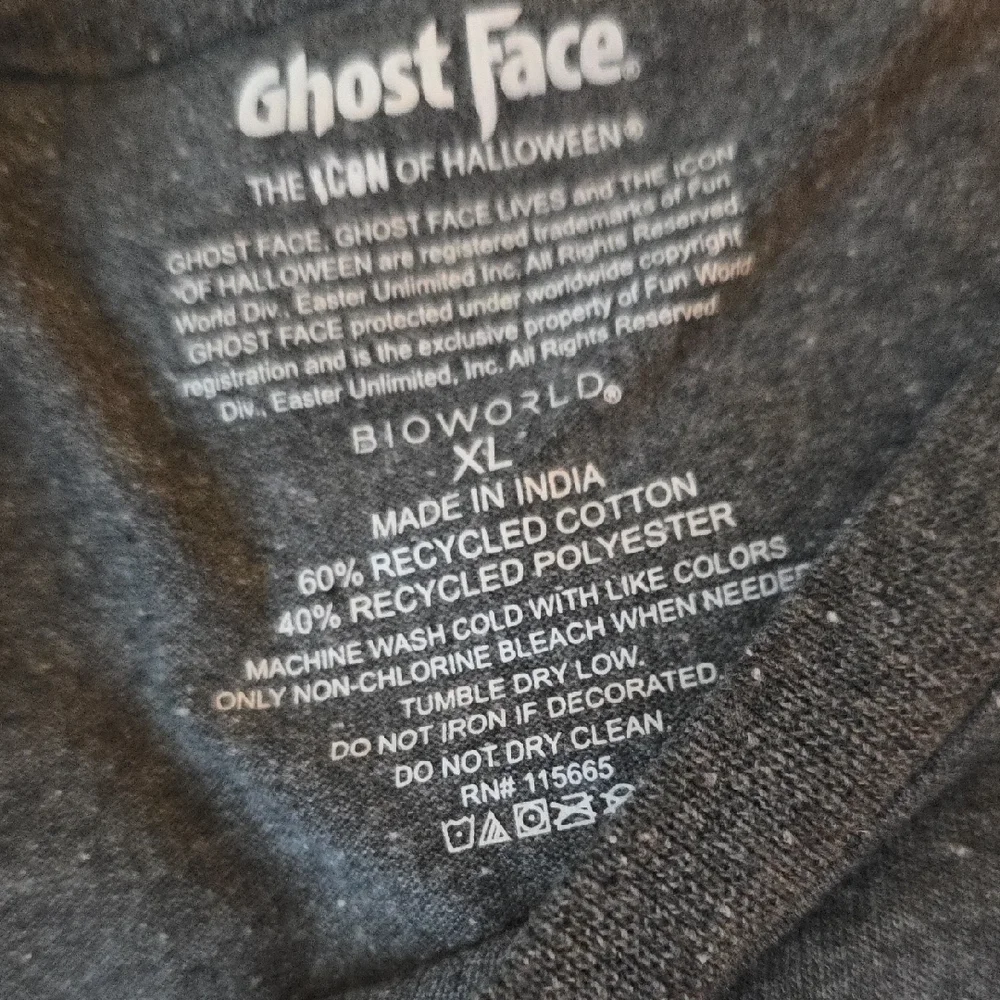 Ghost Face®
THE ICON OF HALLOWEEN®
GHOST FACE, GHOST FACE LIVES and THE ICON
OF HALLOWEEN are registered trademarks of Fun
World Div., Easter Unlimited Inc, All Rights Reserved.
GHOST FACE protected under worldwide copyright
registration and is the exclusive property of Fun World
Div., Easter Unlimited, Inc. All Rights Reserved.
BIOWORLD®
XL
MADE IN INDIA
60% RECYCLED COTTON
40% RECYCLED POLYESTER
MACHINE WASH COLD WITH LIKE COLORS
ONLY NON-CHLORINE BLEACH WHEN NEEDED
TUMBLE DRY LOW.
DO NOT IRON IF DECORATED.
DO NOT DRY CLEAN.
RN# 115665